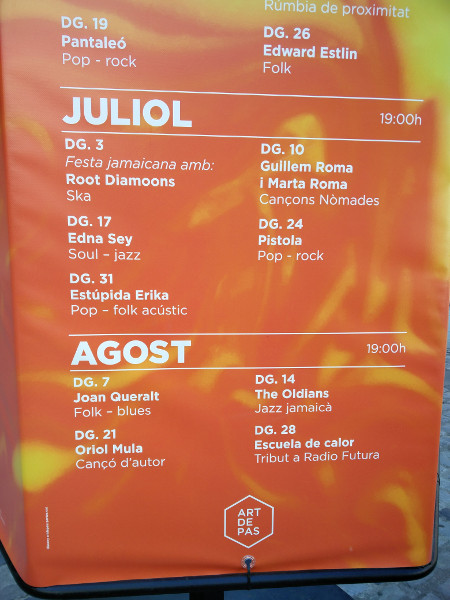 Rúmbia de proximitat
DG. 19
Pantaleó
Pop - rock
DG. 26
Edward Estlin
Folk
JULIOL
19:00h
DG. 3
Festa jamaicana amb:
Root Diamoons
Ska
DG. 10
Guillem Roma
i Marta Roma
Cançons Nòmades
DG. 17
Edna Sey
Soul – jazz
DG. 24
Pistola
Pop - rock
DG. 31
Estúpida Erika
Pop – folk acústic
AGOST
19:00h
DG. 7
Joan Queralt
Folk – blues
DG. 14
The Oldians
Jazz jamaicà
DG. 21
Oriol Mula
Cançó d'autor
DG. 28
Escuela de calor
Tribut a Radio Futura
ART
DE
PAS